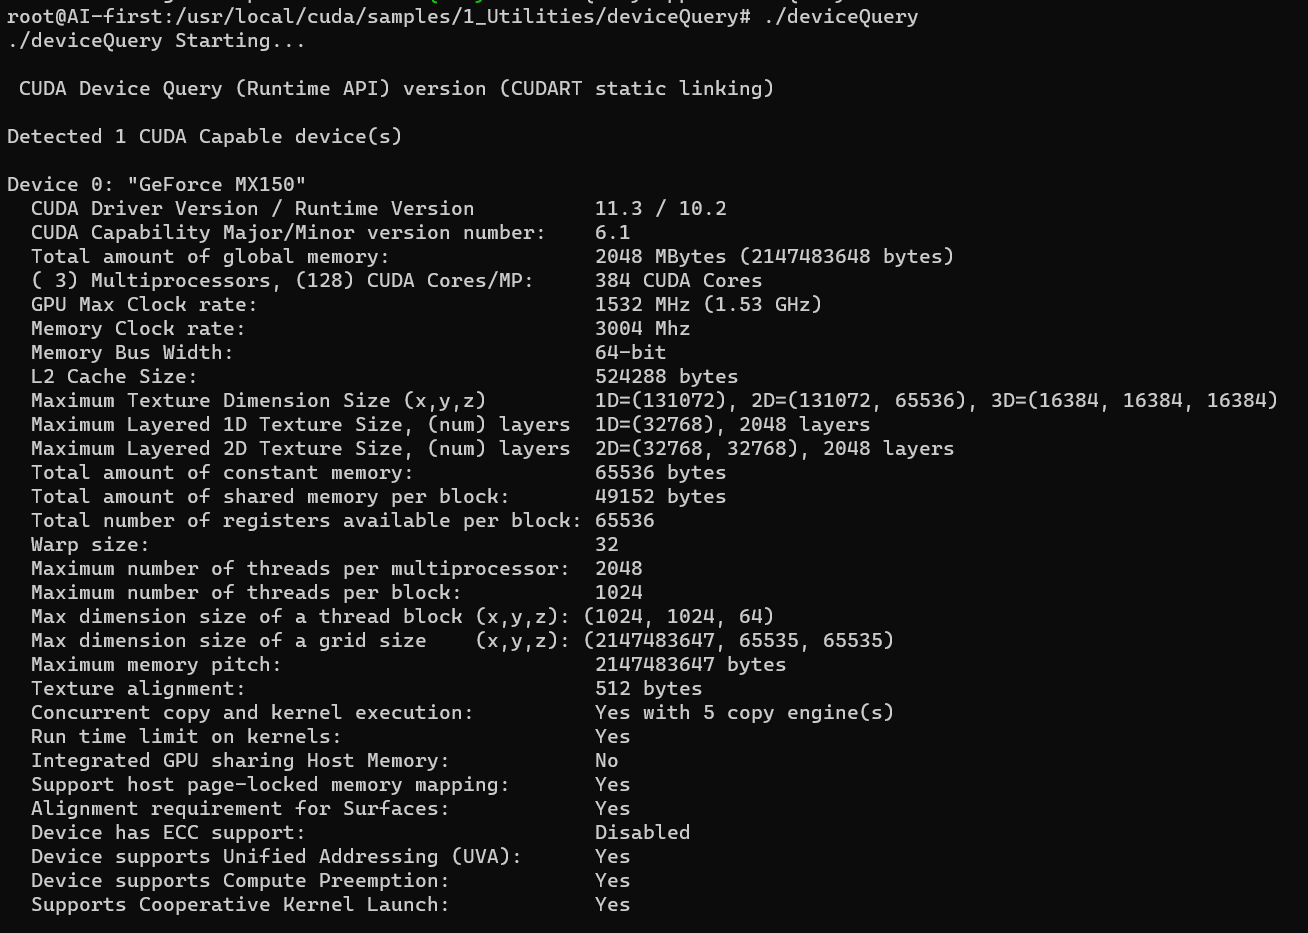 root@AI-first:/usr/local/cuda/samples/1_Utilities/deviceQuery# ./deviceQuery
./deviceQuery Starting...
CUDA Device Query (Runtime API) version (CUDART static linking)
Detected 1 CUDA Capable device(s)
Device 0: "GeForce MX150"
CUDA Driver Version / Runtime Version 11.3 / 10.2
CUDA Capability Major/Minor version number: 6.1
Total amount of global memory: 2048 MBytes (2147483648 bytes)
( 3) Multiprocessors, (128) CUDA Cores/MP: 384 CUDA Cores
GPU Max Clock rate: 1532 MHz (1.53 GHz)
Memory Clock rate: 3004 Mhz
Memory Bus Width: 64-bit
L2 Cache Size: 524288 bytes
Maximum Texture Dimension Size (x,y,z) 1D=(131072), 2D=(131072, 65536), 3D=(16384, 16384, 16384)
Maximum Layered 1D Texture Size, (num) layers 1D=(32768), 2048 layers
Maximum Layered 2D Texture Size, (num) layers 2D=(32768, 32768), 2048 layers
Total amount of constant memory: 65536 bytes
Total amount of shared memory per block: 49152 bytes
Total number of registers available per block: 65536
Warp size: 32
Maximum number of threads per multiprocessor: 2048
Maximum number of threads per block: 1024
Max dimension size of a thread block (x,y,z): (1024, 1024, 64)
Max dimension size of a grid size (x,y,z): (2147483647, 65535, 65535)
Maximum memory pitch: 2147483647 bytes
Texture alignment: 512 bytes
Concurrent copy and kernel execution: Yes with 5 copy engine(s)
Run time limit on kernels: Yes
Integrated GPU sharing Host Memory: No
Support host page-locked memory mapping: Yes
Alignment requirement for Surfaces: Yes
Device has ECC support: Disabled
Device supports Unified Addressing (UVA): Yes
Device supports Compute Preemption: Yes
Supports Cooperative Kernel Launch: Yes